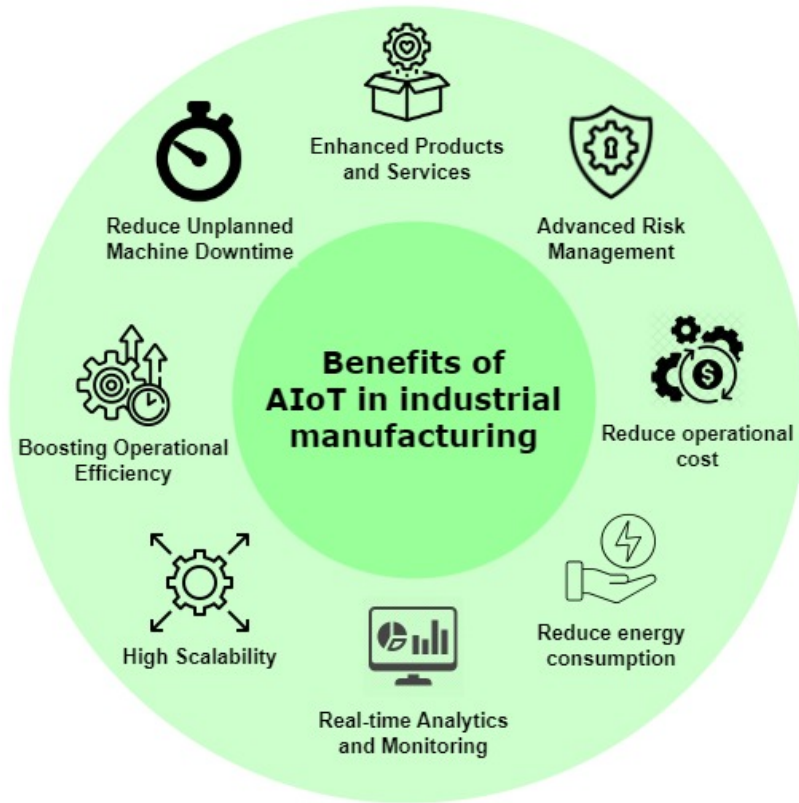 Enhanced Products
and Services
Advanced Risk
Management
Reduce operational
cost
Reduce energy
consumption
Real-time Analytics
and Monitoring
High Scalability
Boosting Operational
Efficiency
Reduce Unplanned
Machine Downtime
Benefits of
AIoT in industrial
manufacturing
$